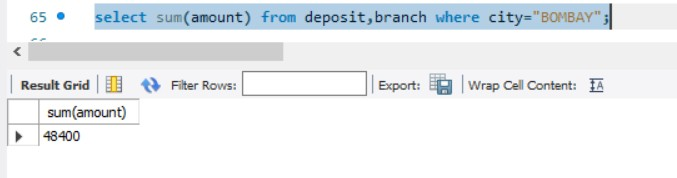 65 select sum(amount) from deposit,branch where city="BOMBAY";
Result Grid Filter Rows: Export: Wrap Cell Content: IA
sum(amount)
48400